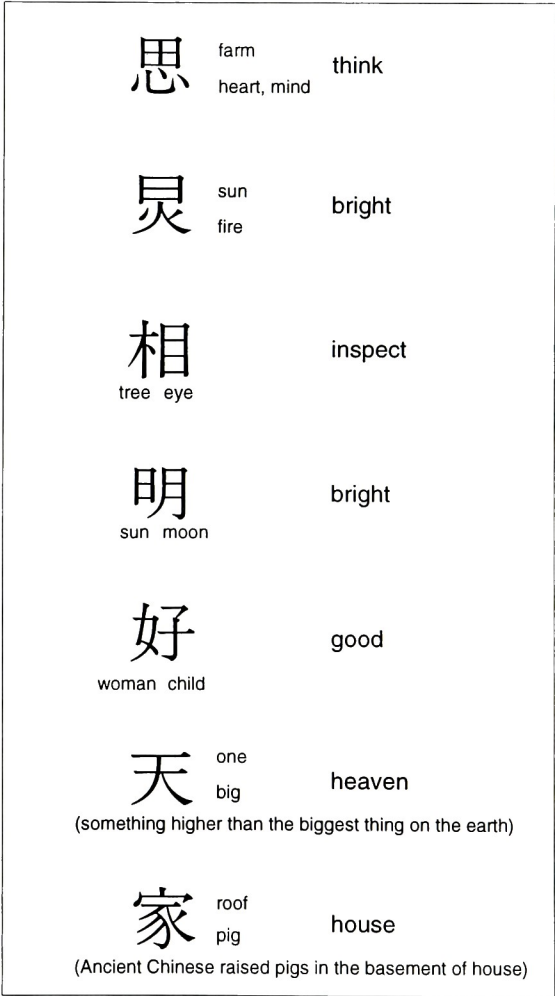 思 farm
heart, mind think
炅 sun
fire bright
相 inspect
tree eye
明 bright
sun moon
好 good
woman child
天 one
big heaven
(something higher than the biggest thing on the earth)
家 roof
pig house
(Ancient Chinese raised pigs in the basement of house)